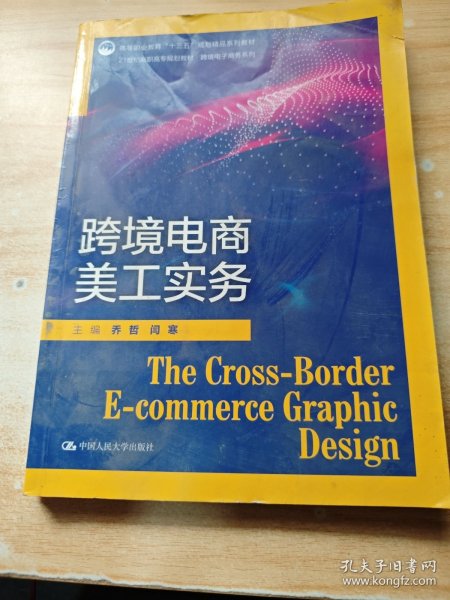 高等职业教育“十三五”规划精品系列教材
21世纪高职高专规划教材 跨境电子商务系列
跨境电商
美工实务
主编 乔哲 闾寒
The Cross-Border
E-commerce Graphic
Design
中国人民大学出版社
孔夫子旧书网
www.kongfz.com